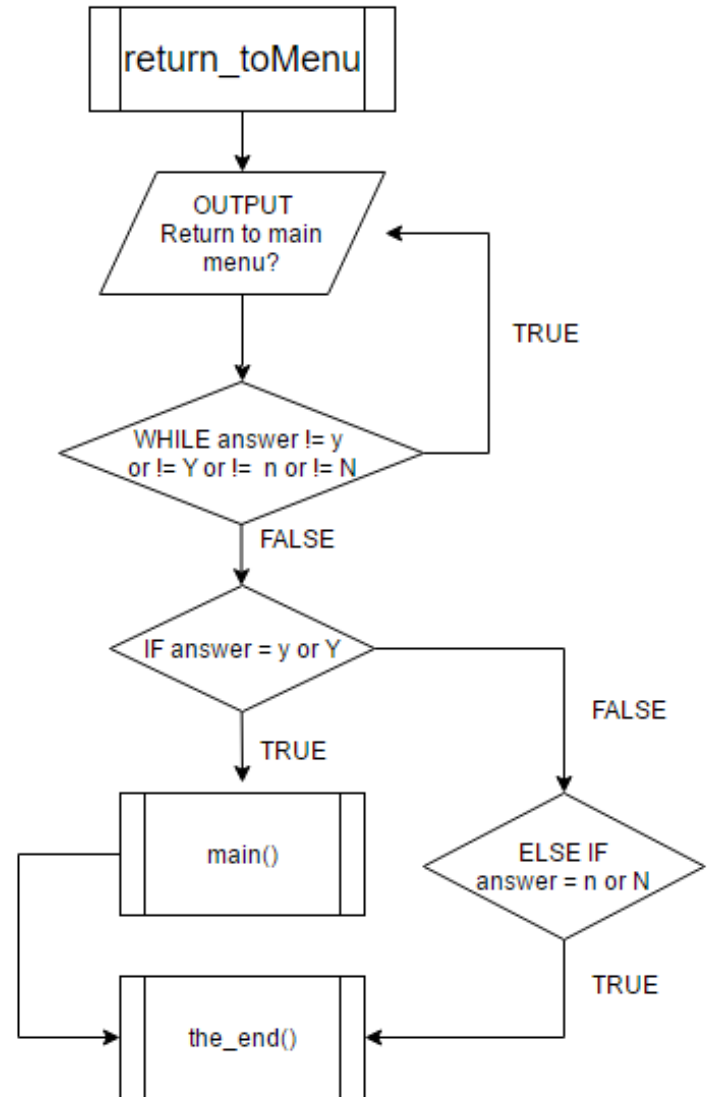 return_toMenu
OUTPUT
Return to main
menu?
TRUE
WHILE answer != y
or != Y or !=  n or != N
FALSE
IF answer = y or Y
FALSE
TRUE
main()
ELSE IF
answer = n or N
TRUE
the_end()